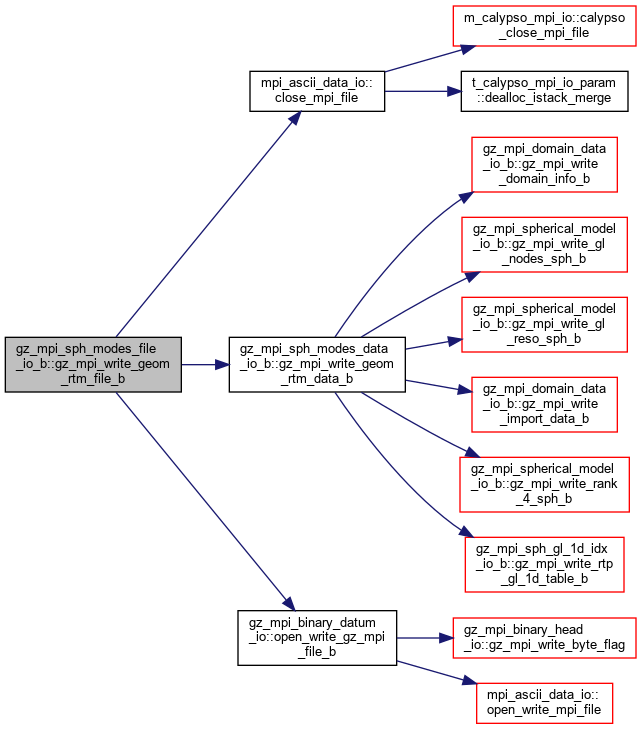 m_calypso_mpi_io::calypso
_close_mpi_file
mpi_ascii_data_io::
close_mpi_file
t_calypso_mpi_io_param
::dealloc_istack_merge
gz_mpi_domain_data
_io_b::gz_mpi_write
_domain_info_b
gz_mpi_spherical_model
_io_b::gz_mpi_write_gl
_nodes_sph_b
gz_mpi_spherical_model
_io_b::gz_mpi_write_gl
_reso_sph_b
gz_mpi_sph_modes_file
_io_b::gz_mpi_write_geom
_rtm_file_b
gz_mpi_sph_modes_data
_io_b::gz_mpi_write_geom
_rtm_data_b
gz_mpi_domain_data
_io_b::gz_mpi_write
_import_data_b
gz_mpi_spherical_model
_io_b::gz_mpi_write_rank
_4_sph_b
gz_mpi_sph_gl_1d_idx
_io_b::gz_mpi_write_rtp
_gl_1d_table_b
gz_mpi_binary_datum
_io::open_write_gz_mpi
_file_b
gz_mpi_binary_head
_io::gz_mpi_write_byte_flag
mpi_ascii_data_io::
open_write_mpi_file